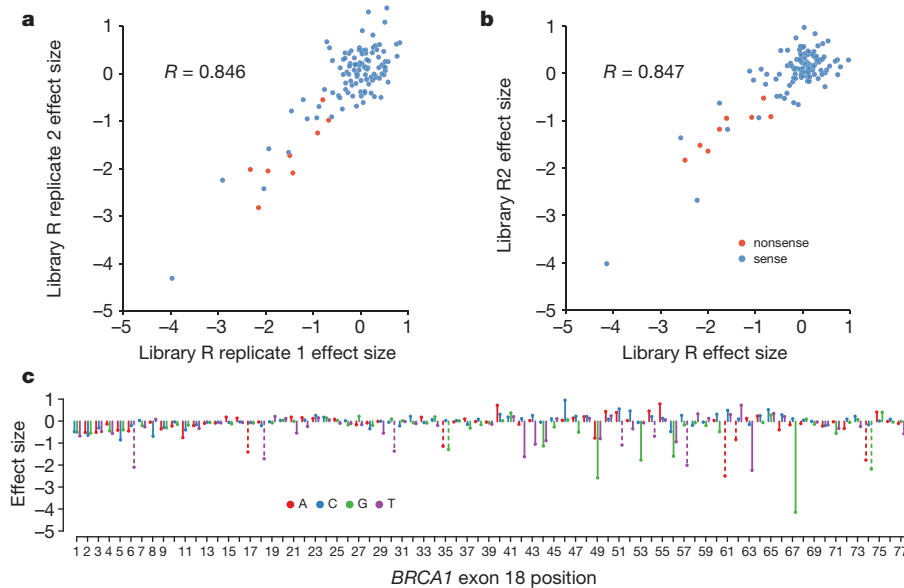 a
Library R replicate 2 effect size
R = 0.846
1
0
−1
−2
−3
−4
−5
−5 −4 −3 −2 −1 0 1
Library R replicate 1 effect size
b
Library R2 effect size
R = 0.847
1
0
−1
−2
−3
−4
−5
nonsense
sense
−5 −4 −3 −2 −1 0 1
Library R effect size
c
Effect size
1
0
−1
−2
−3
−4
−5
A C G T
1 2 3 4 5 6 7 8 9 11 13 15 17 19 21 23 25 27 29 31 33 35 37 39 41 43 45 47 49 51 53 55 57 59 61 63 65 67 69 71 73 75 77
BRCA1 exon 18 position